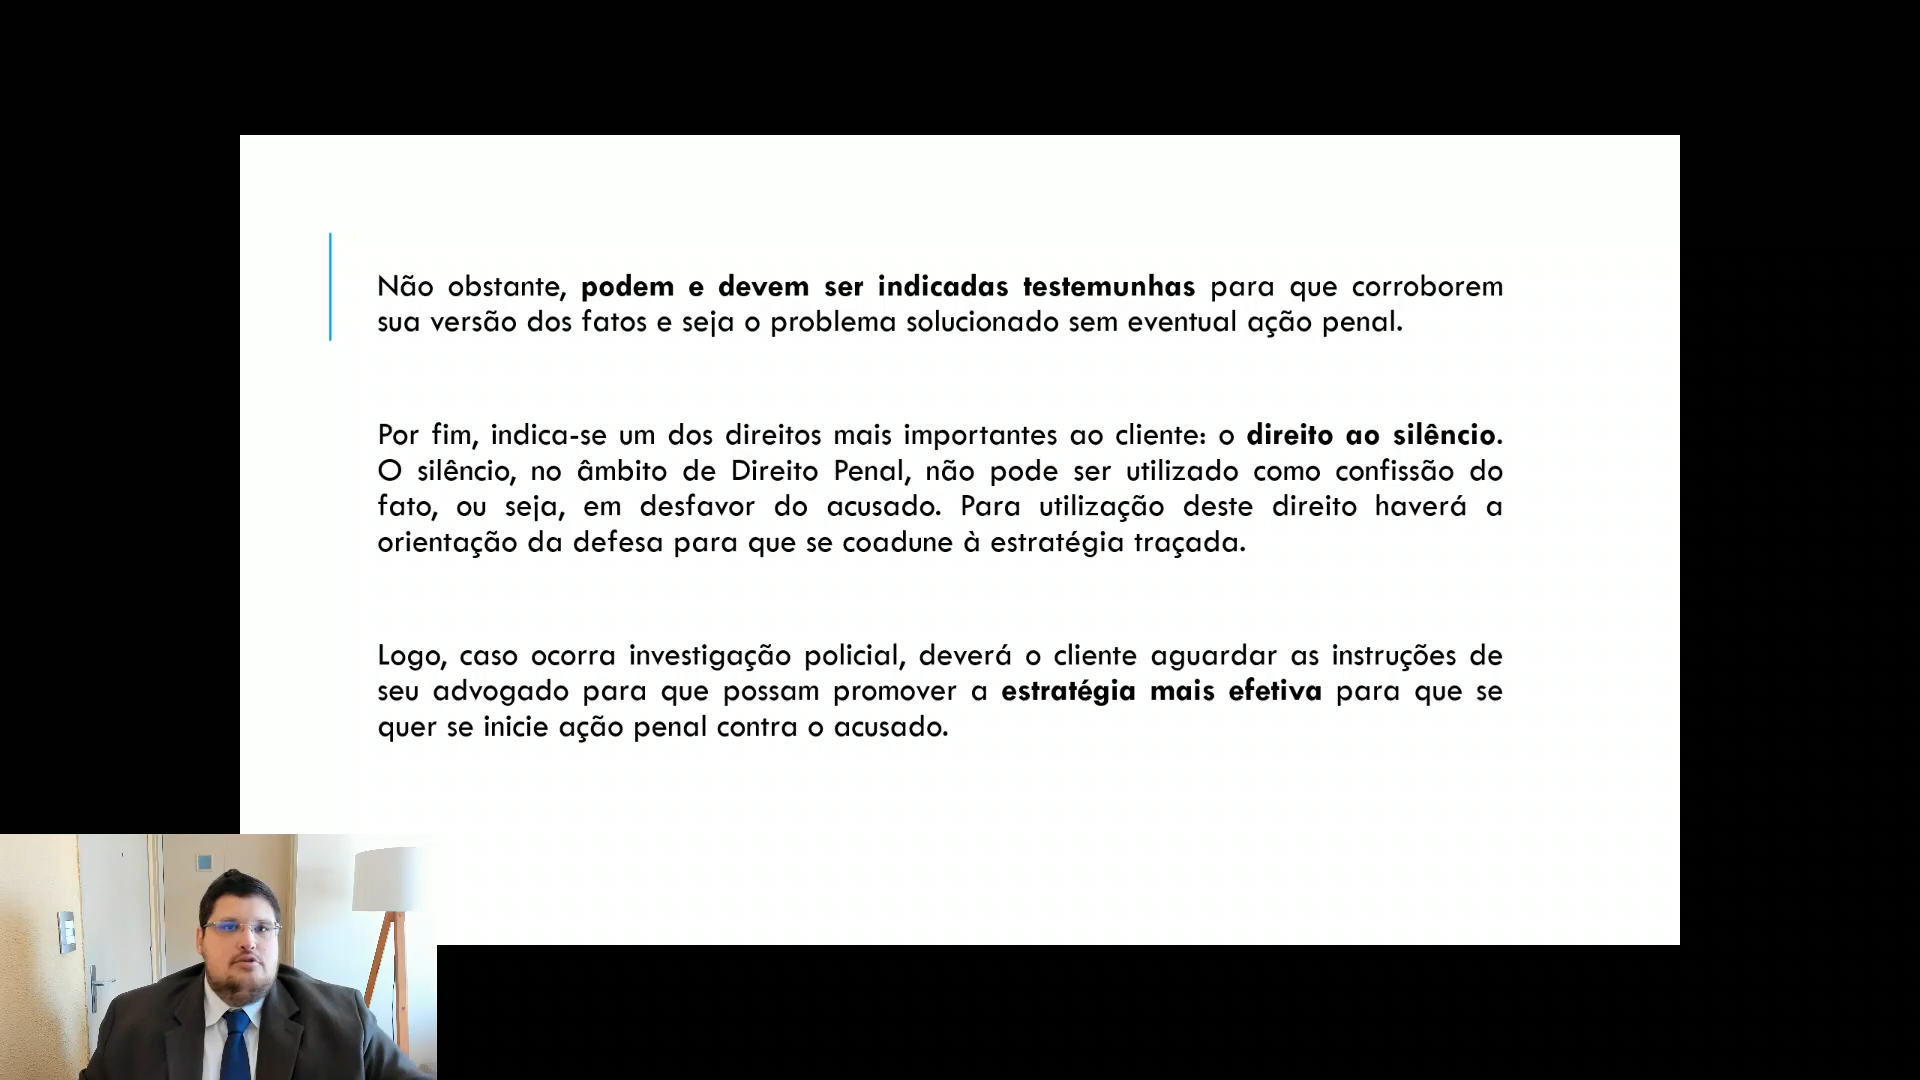 Não obstante, podem e devem ser indicadas testemunhas para que corroborem
sua versão dos fatos e seja o problema solucionado sem eventual ação penal.
Por fim, indica-se um dos direitos mais importantes ao cliente: o direito ao silêncio.
O silêncio, no âmbito de Direito Penal, não pode ser utilizado como confissão do
fato, ou seja, em desfavor do acusado. Para utilização deste direito haverá a
orientação da defesa para que se coadune à estratégia traçada.
Logo, caso ocorra investigação policial, deverá o cliente aguardar as instruções de
seu advogado para que possam promover a estratégia mais efetiva para que se
quer se inicie ação penal contra o acusado.